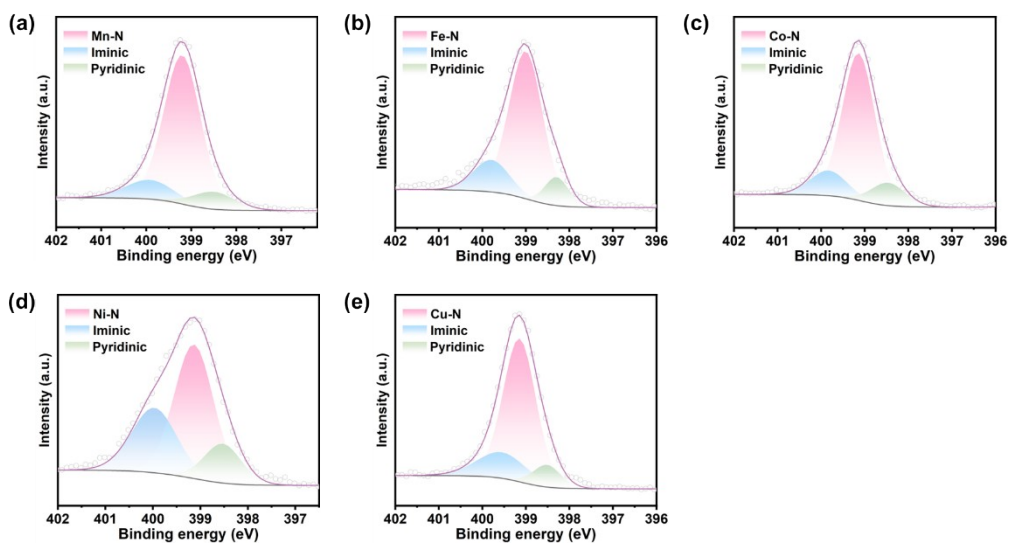 (a)
Mn-N
Iminic
Pyridinic
Intensity (a.u.)
402 401 400 399 398 397
Binding energy (eV)
(b)
Fe-N
Iminic
Pyridinic
Intensity (a.u.)
402 401 400 399 398 397 396
Binding energy (eV)
(c)
Co-N
Iminic
Pyridinic
Intensity (a.u.)
402 401 400 399 398 397 396
Binding energy (eV)
(d)
Ni-N
Iminic
Pyridinic
Intensity (a.u.)
402 401 400 399 398 397
Binding energy (eV)
(e)
Cu-N
Iminic
Pyridinic
Intensity (a.u.)
402 401 400 399 398 397 396
Binding energy (eV)